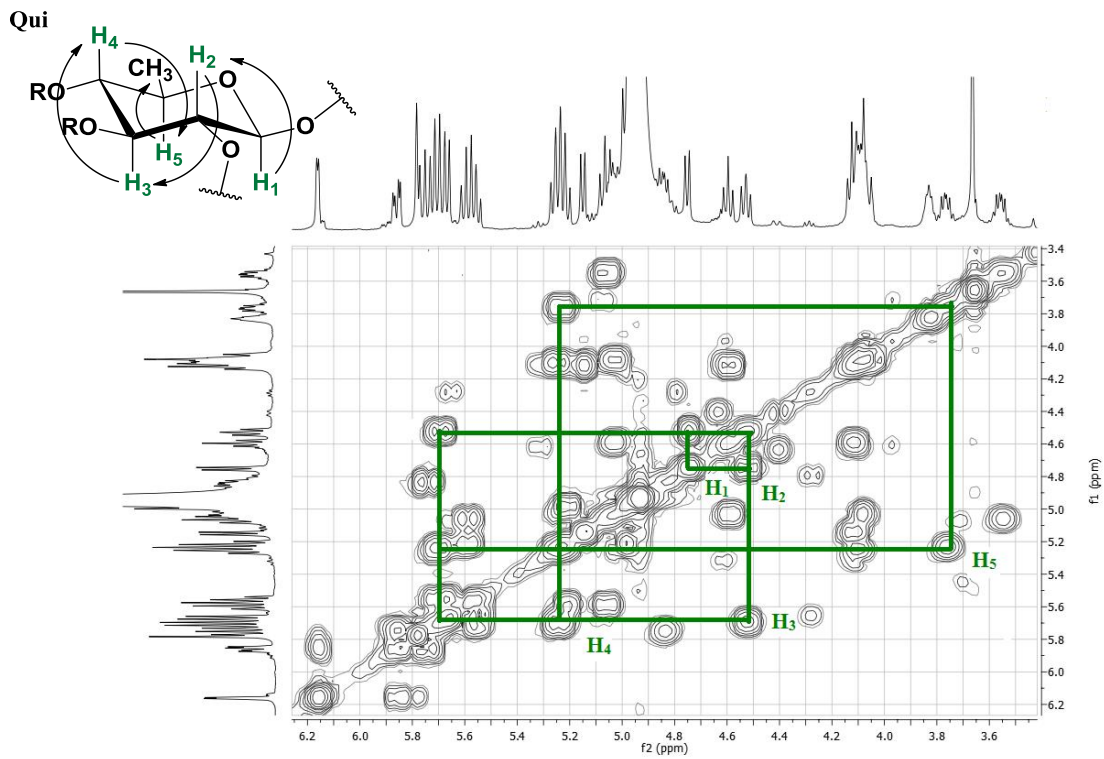 Qui
H4
H2
CH3
O
RO
RO
O
H5
O
H3
H1
3.4
3.6
3.8
4.0
4.2
4.4
4.6
4.8
5.0
5.2
5.4
5.6
5.8
6.0
6.2
f1 (ppm)
H1
H2
H5
H3
H4
6.2 6.0 5.8 5.6 5.4 5.2 5.0 4.8 4.6 4.4 4.2 4.0 3.8 3.6
f2 (ppm)